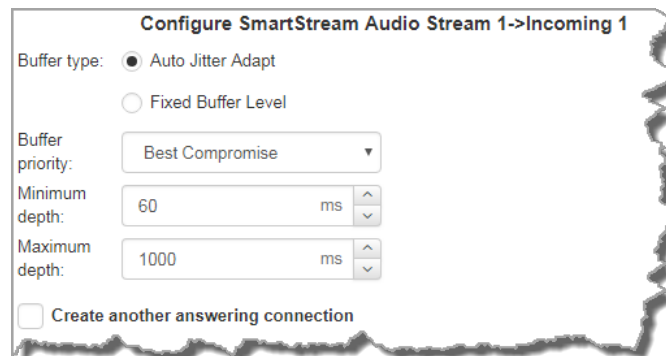 Configure SmartStream Audio Stream 1->Incoming 1
Buffer type: Auto Jitter Adapt
Fixed Buffer Level
Buffer
priority: Best Compromise
Minimum
depth: 60 ms
Maximum
depth: 1000 ms
Create another answering connection